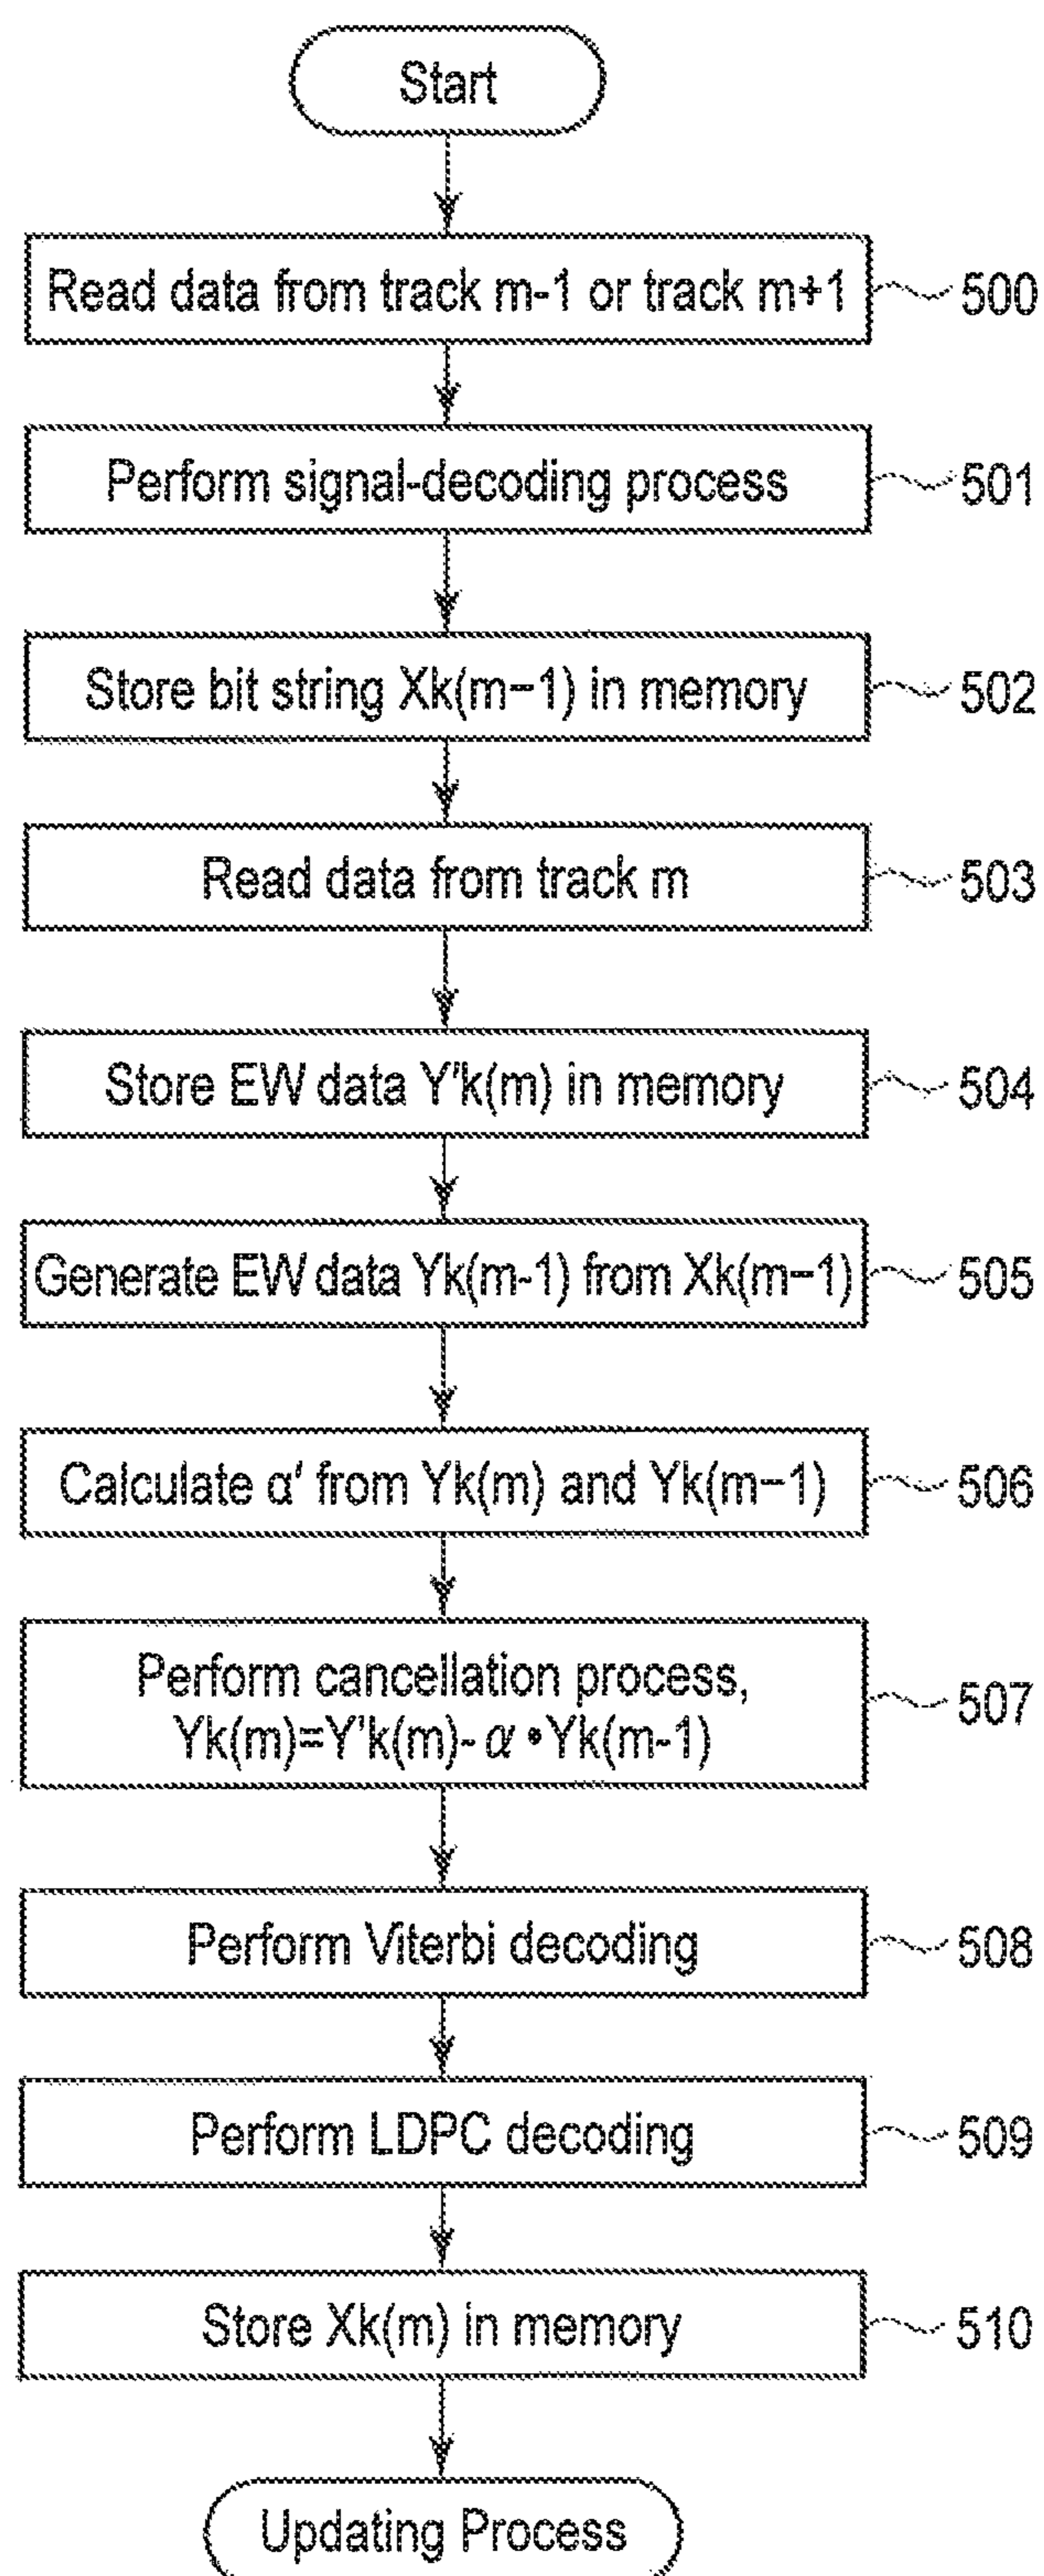 Start
Read data from track m-1 or track m+1
500
Perform signal-decoding process
501
Store bit string Xk(m−1) in memory
502
Read data from track m
503
Store EW data Y'k(m) in memory
504
Generate EW data Yk(m-1) from Xk(m−1)
505
Calculate α' from Yk(m) and Yk(m−1)
506
Perform cancellation process,
Yk(m)=Y'k(m)-α•Yk(m-1)
507
Perform Viterbi decoding
508
Perform LDPC decoding
509
Store Xk(m) in memory
510
Updating Process